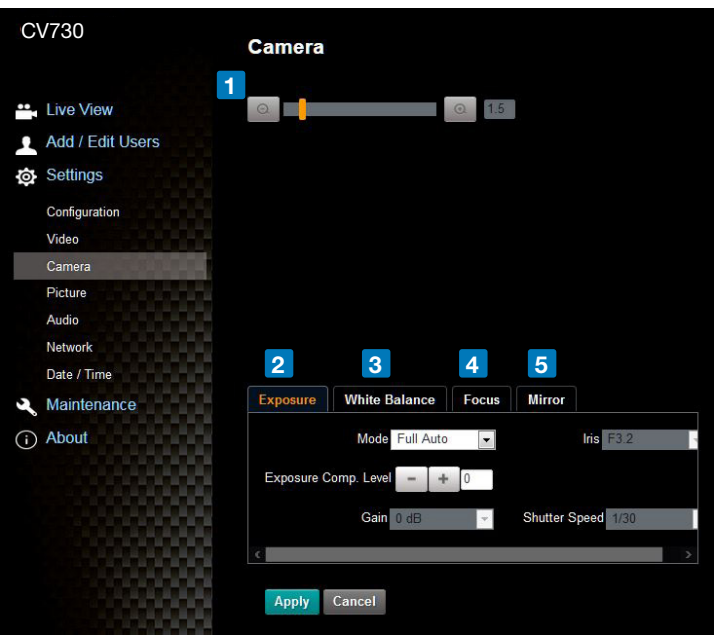 CV730
Camera
1
1.5
Live View
Add / Edit Users
Settings
Configuration
Video
Camera
Picture
Audio
Network
Date / Time
Maintenance
About
2 3 4 5
Exposure White Balance Focus Mirror
Mode Full Auto Iris F3.2
Exposure Comp. Level - + 0
Gain 0 dB Shutter Speed 1/30
Apply Cancel